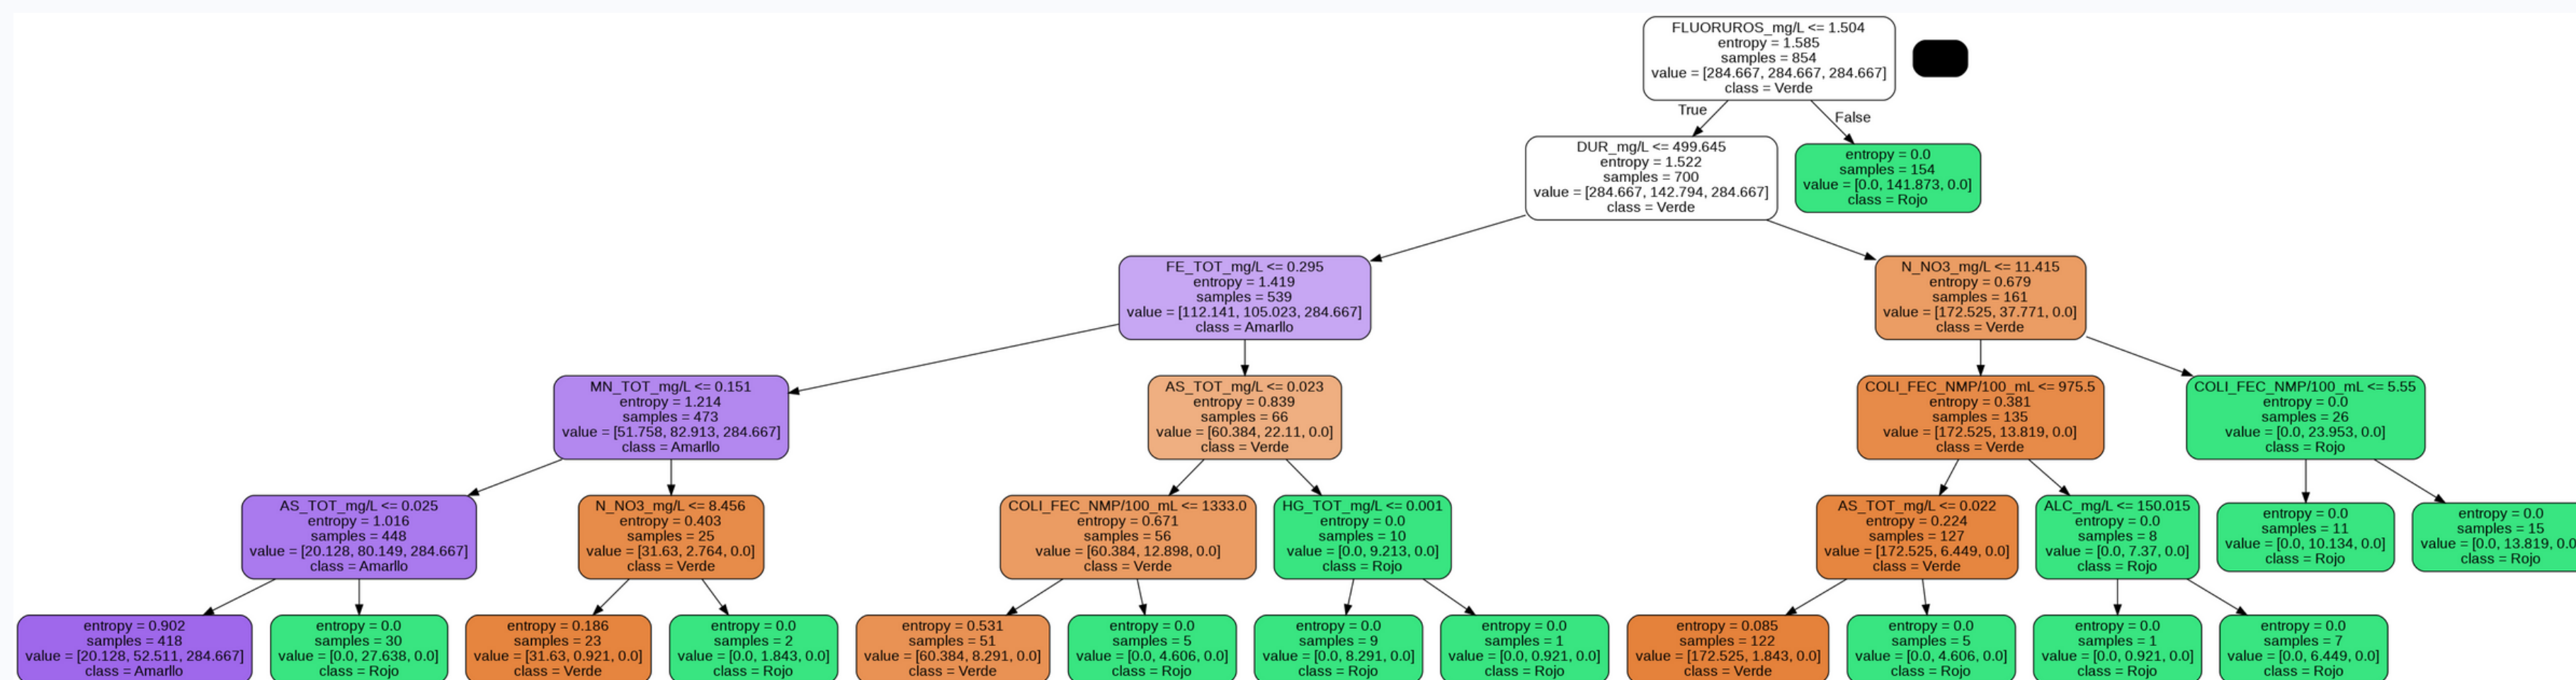 FLUORUROS_mg/L <= 1.504
entropy = 1.585
samples = 854
value = [284.667, 284.667, 284.667]
class = Verde
True
False
DUR_mg/L <= 499.645
entropy = 1.522
samples = 700
value = [284.667, 142.794, 284.667]
class = Verde
entropy = 0.0
samples = 154
value = [0.0, 141.873, 0.0]
class = Rojo
FE_TOT_mg/L <= 0.295
entropy = 1.419
samples = 539
value = [112.141, 105.023, 284.667]
class = Amarllo
N_NO3_mg/L <= 11.415
entropy = 0.679
samples = 161
value = [172.525, 37.771, 0.0]
class = Verde
MN_TOT_mg/L <= 0.151
entropy = 1.214
samples = 473
value = [51.758, 82.913, 284.667]
class = Amarllo
AS_TOT_mg/L <= 0.023
entropy = 0.839
samples = 66
value = [60.384, 22.11, 0.0]
class = Verde
COLI_FEC_NMP/100_mL <= 975.5
entropy = 0.381
samples = 135
value = [172.525, 13.819, 0.0]
class = Verde
COLI_FEC_NMP/100_mL <= 5.55
entropy = 0.0
samples = 26
value = [0.0, 23.953, 0.0]
class = Rojo
AS_TOT_mg/L <= 0.025
entropy = 1.016
samples = 448
value = [20.128, 80.149, 284.667]
class = Amarllo
N_NO3_mg/L <= 8.456
entropy = 0.403
samples = 25
value = [31.63, 2.764, 0.0]
class = Verde
COLI_FEC_NMP/100_mL <= 1333.0
entropy = 0.671
samples = 56
value = [60.384, 12.898, 0.0]
class = Verde
HG_TOT_mg/L <= 0.001
entropy = 0.0
samples = 10
value = [0.0, 9.213, 0.0]
class = Rojo
AS_TOT_mg/L <= 0.022
entropy = 0.224
samples = 127
value = [172.525, 6.449, 0.0]
class = Verde
ALC_mg/L <= 150.015
entropy = 0.0
samples = 8
value = [0.0, 7.37, 0.0]
class = Rojo
entropy = 0.0
samples = 11
value = [0.0, 10.134, 0.0]
class = Rojo
entropy = 0.0
samples = 15
value = [0.0, 13.819, 0.0
class = Rojo
entropy = 0.902
samples = 418
value = [20.128, 52.511, 284.667]
class = Amarllo
entropy = 0.0
samples = 30
value = [0.0, 27.638, 0.0]
class = Rojo
entropy = 0.186
samples = 23
value = [31.63, 0.921, 0.0]
class = Verde
entropy = 0.0
samples = 2
value = [0.0, 1.843, 0.0]
class = Rojo
entropy = 0.531
samples = 51
value = [60.384, 8.291, 0.0]
class = Verde
entropy = 0.0
samples = 5
value = [0.0, 4.606, 0.0]
class = Rojo
entropy = 0.0
samples = 9
value = [0.0, 8.291, 0.0]
class = Rojo
entropy = 0.0
samples = 1
value = [0.0, 0.921, 0.0]
class = Rojo
entropy = 0.085
samples = 122
value = [172.525, 1.843, 0.0]
class = Verde
entropy = 0.0
samples = 5
value = [0.0, 4.606, 0.0]
class = Rojo
entropy = 0.0
samples = 1
value = [0.0, 0.921, 0.0]
class = Rojo
entropy = 0.0
samples = 7
value = [0.0, 6.449, 0.0]
class = Rojo